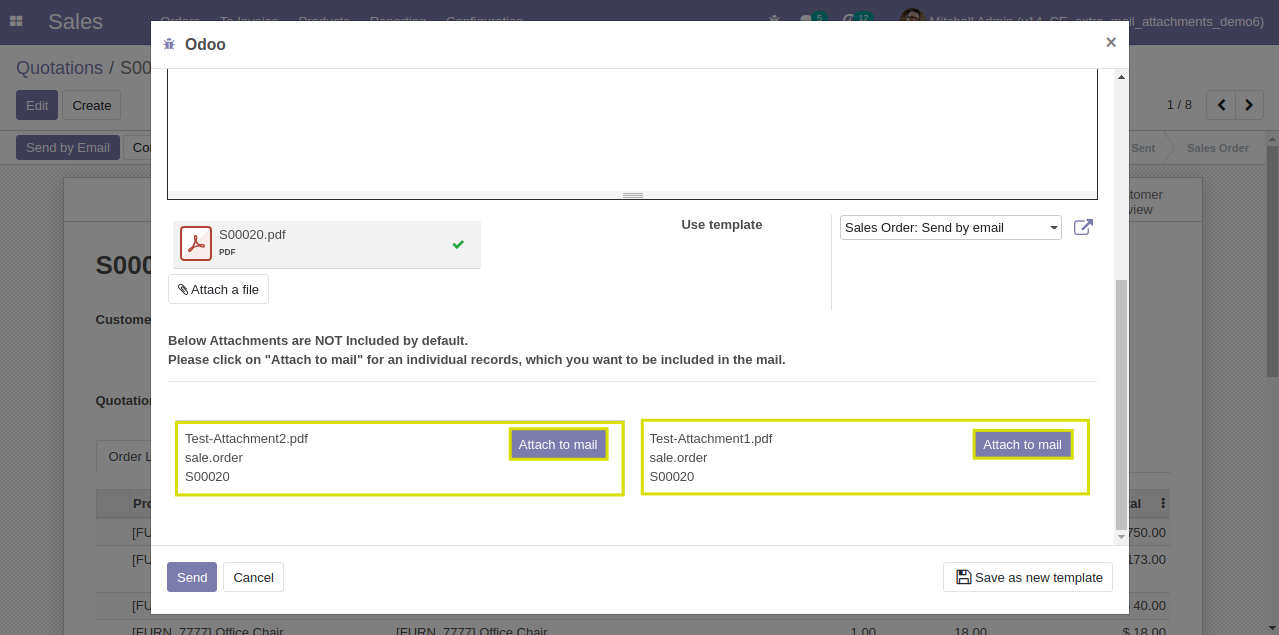 Sales
Orders To Invoice Products Reporting Configuration
5
12
Mitchell Admin (v14_CE_extra_mail_attachments_demo6)
Odoo
×
Quotations / S00
Edit
Create
1 / 8
Send by Email
Sent
Sales Order
S00020.pdf
PDF
Use template
Sales Order: Send by email
Attach a file
Below Attachments are NOT Included by default.
Please click on "Attach to mail" for an individual records, which you want to be included in the mail.
Test-Attachment2.pdf
Attach to mail
sale.order
S00020
Test-Attachment1.pdf
Attach to mail
sale.order
S00020
Send
Cancel
Save as new template
S000
Custome
Quotation
Order L
Pro
tal
[FU
750.00
[FU
173.00
[FU
40.00
[FURN_7777] Office Chair [FURN_7777] Office Chair 1.00 18.00 $ 18.00